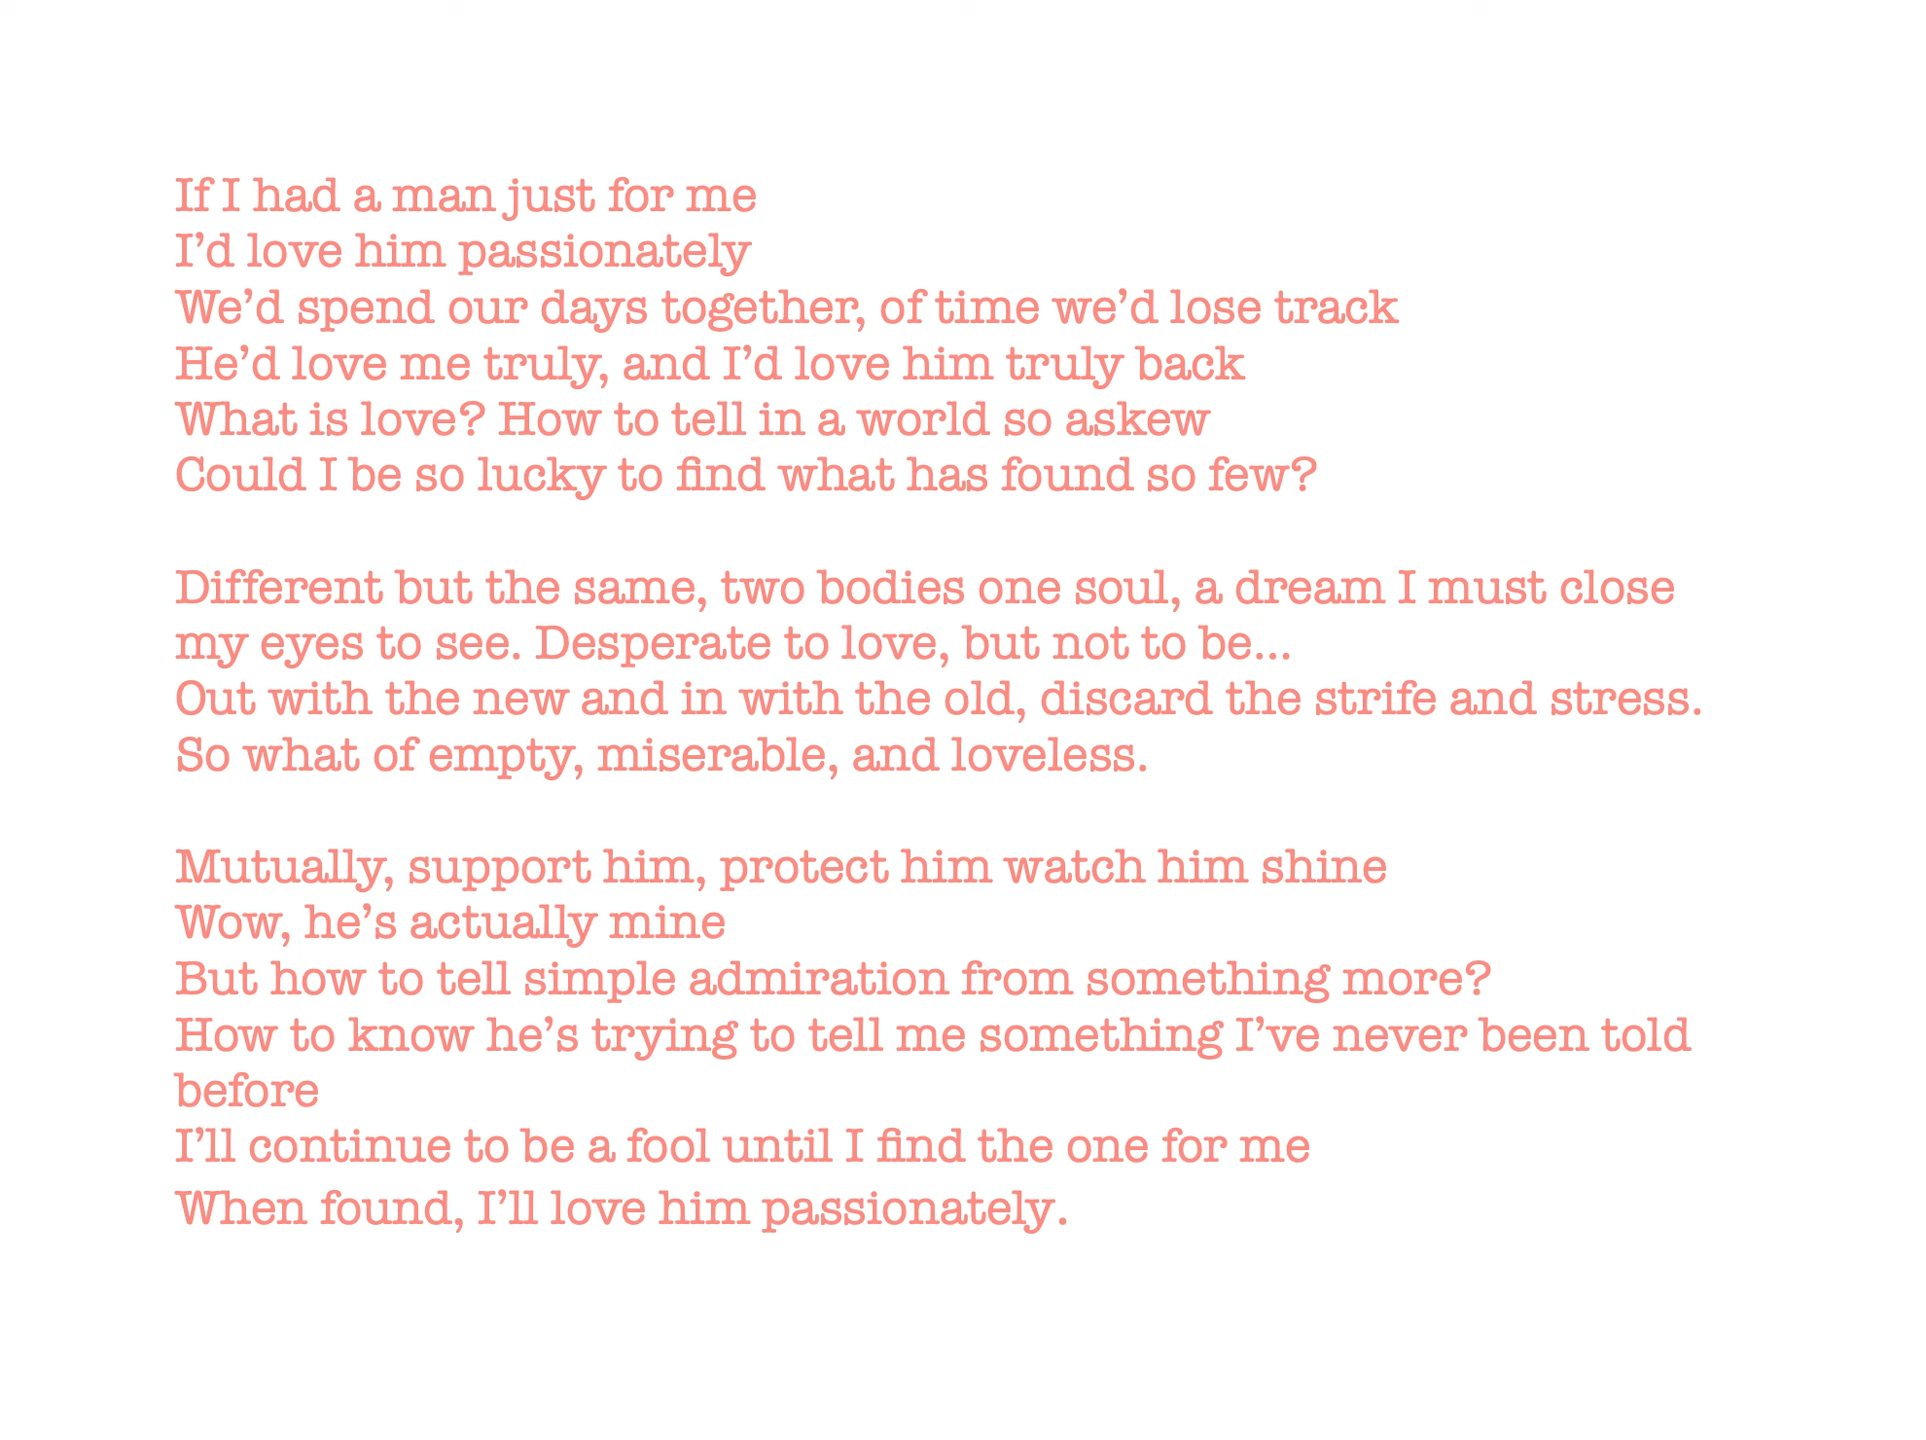 If I had a man just for me
I’d love him passionately
We’d spend our days together, of time we’d lose track
He’d love me truly, and I’d love him truly back
What is love? How to tell in a world so askew
Could I be so lucky to find what has found so few?
Different but the same, two bodies one soul, a dream I must close
my eyes to see. Desperate to love, but not to be...
Out with the new and in with the old, discard the strife and stress.
So what of empty, miserable, and loveless.
Mutually, support him, protect him watch him shine
Wow, he’s actually mine
But how to tell simple admiration from something more?
How to know he’s trying to tell me something I’ve never been told
before
I’ll continue to be a fool until I find the one for me
When found, I’ll love him passionately.